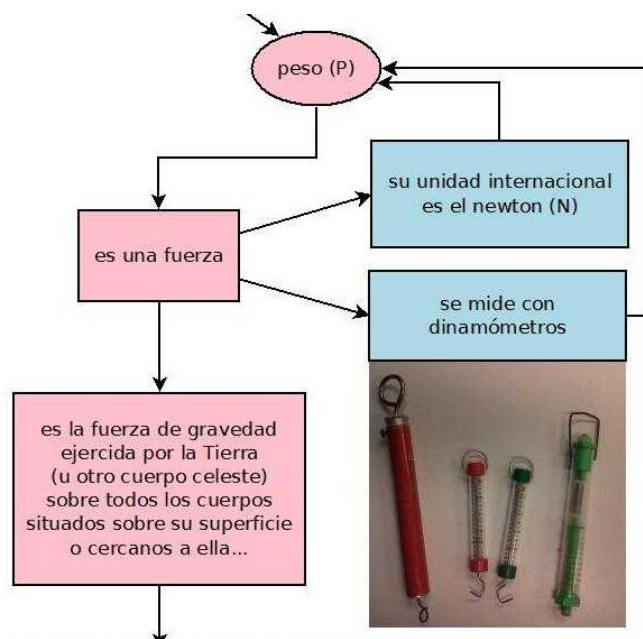 peso (P)
su unidad internacional
es el newton (N)
es una fuerza
se mide con
dinamómetros
es la fuerza de gravedad
ejercida por la Tierra
(u otro cuerpo celeste)
sobre todos los cuerpos
situados sobre su superficie
o cercanos a ella...